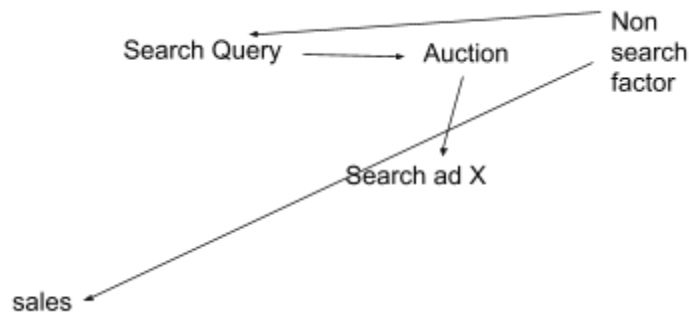 Search Query
Auction
Non
search
factor
Search ad X
sales